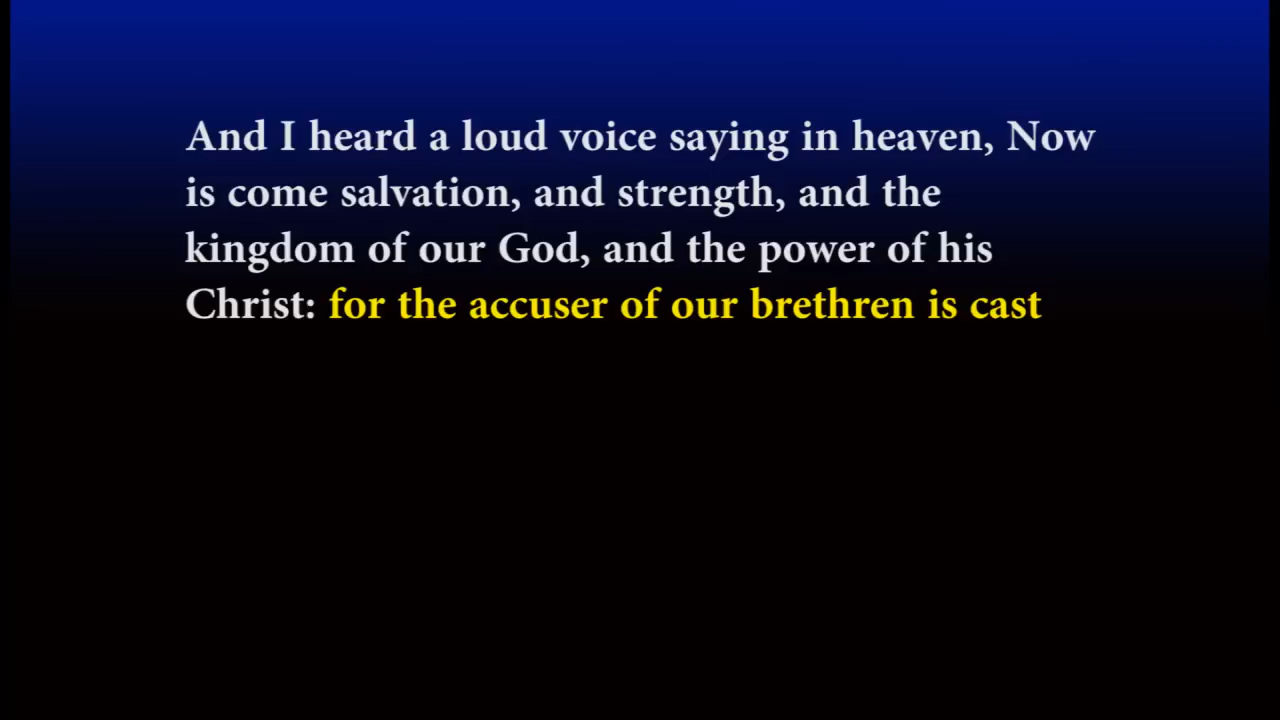 And I heard a loud voice saying in heaven, Now
is come salvation, and strength, and the
kingdom of our God, and the power of his
Christ: for the accuser of our brethren is cast